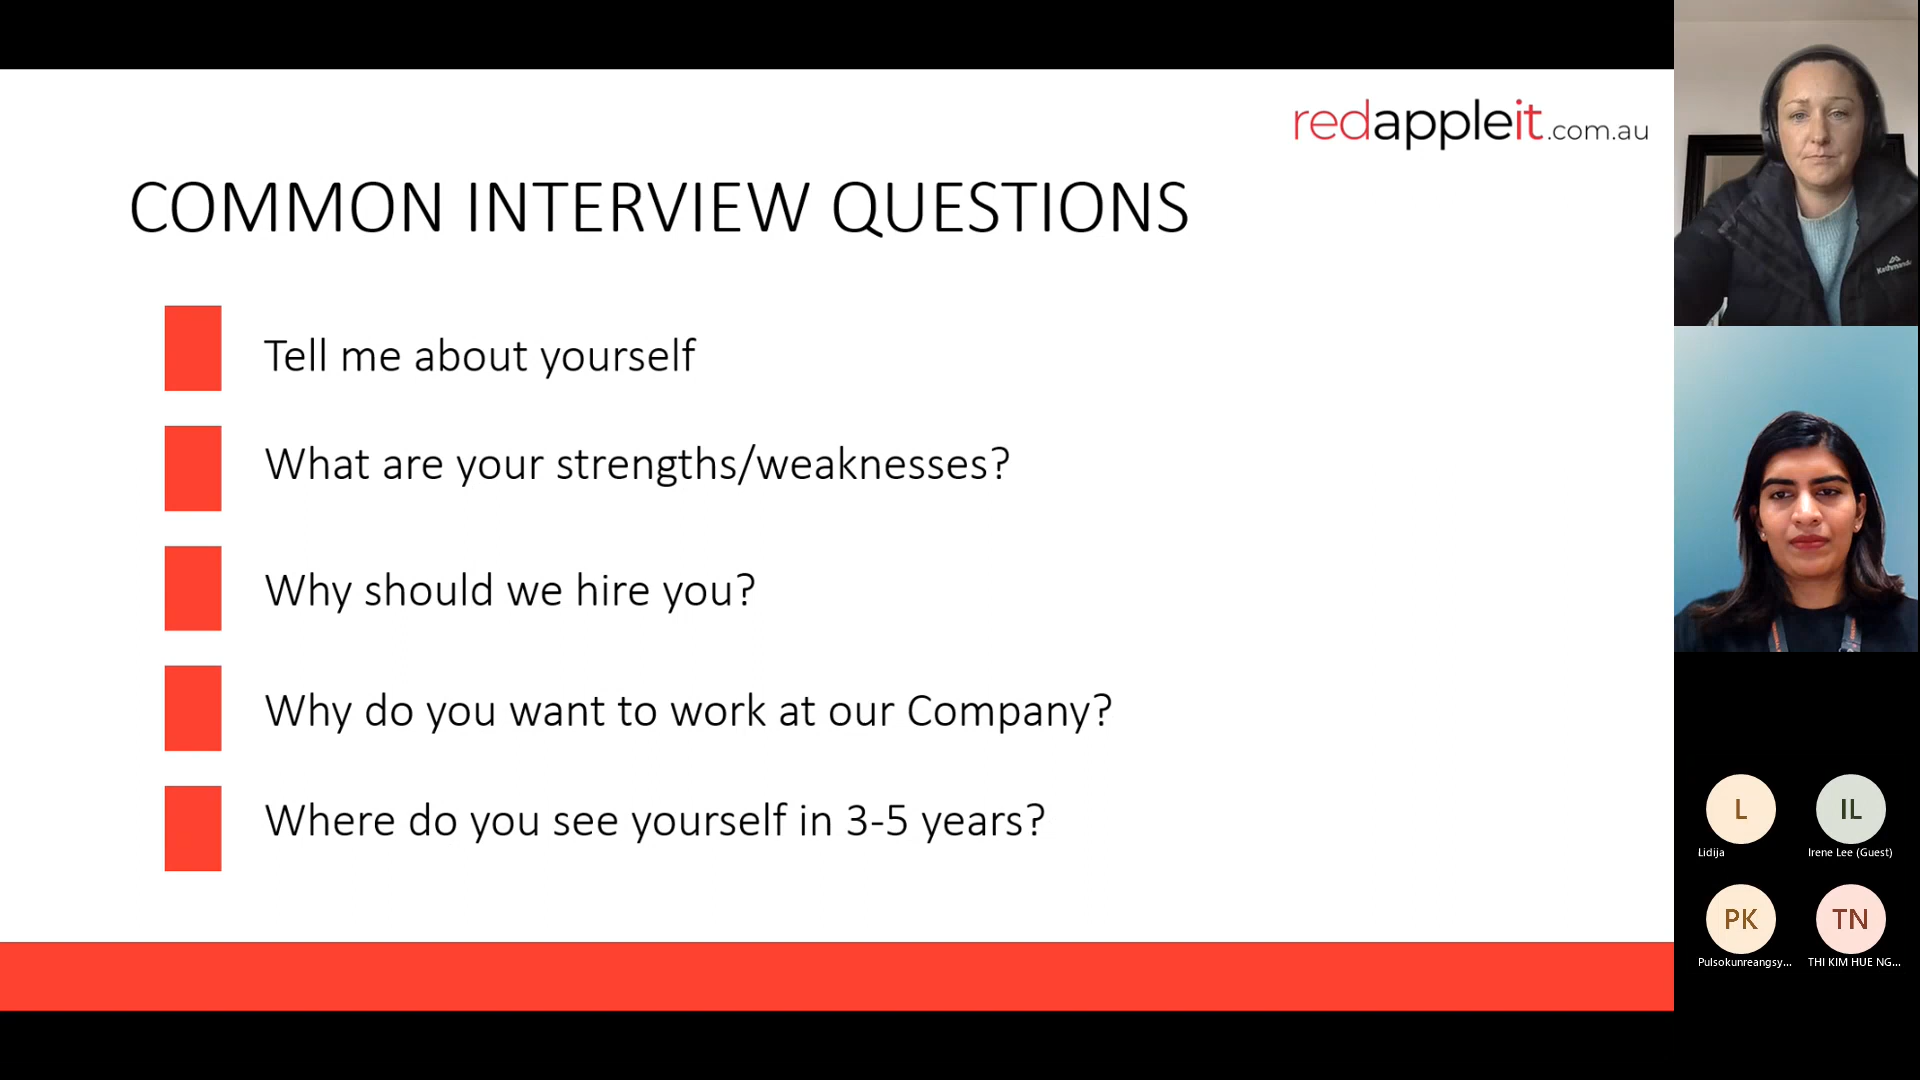 redappleit.com.au
COMMON INTERVIEW QUESTIONS
Tell me about yourself
What are your strengths/weaknesses?
Why should we hire you?
Why do you want to work at our Company?
Where do you see yourself in 3-5 years?
Kathmandu
L
IL
Lidija
Irene Lee (Guest)
PK
TN
Pulsokunreangsy...
THI KIM HUE NG...